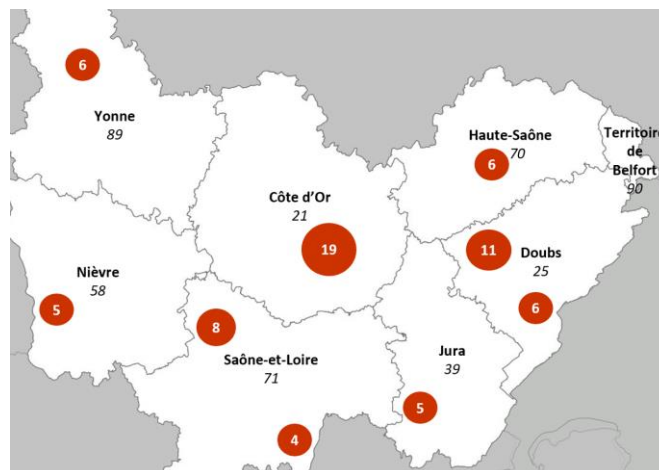 6
Yonne
89
Haute-Saône
70
6
Territoire
de
Belfort
90
Côte d’Or
21
19
11
Doubs
25
6
Nièvre
58
5
8
Saône-et-Loire
71
4
Jura
39
5